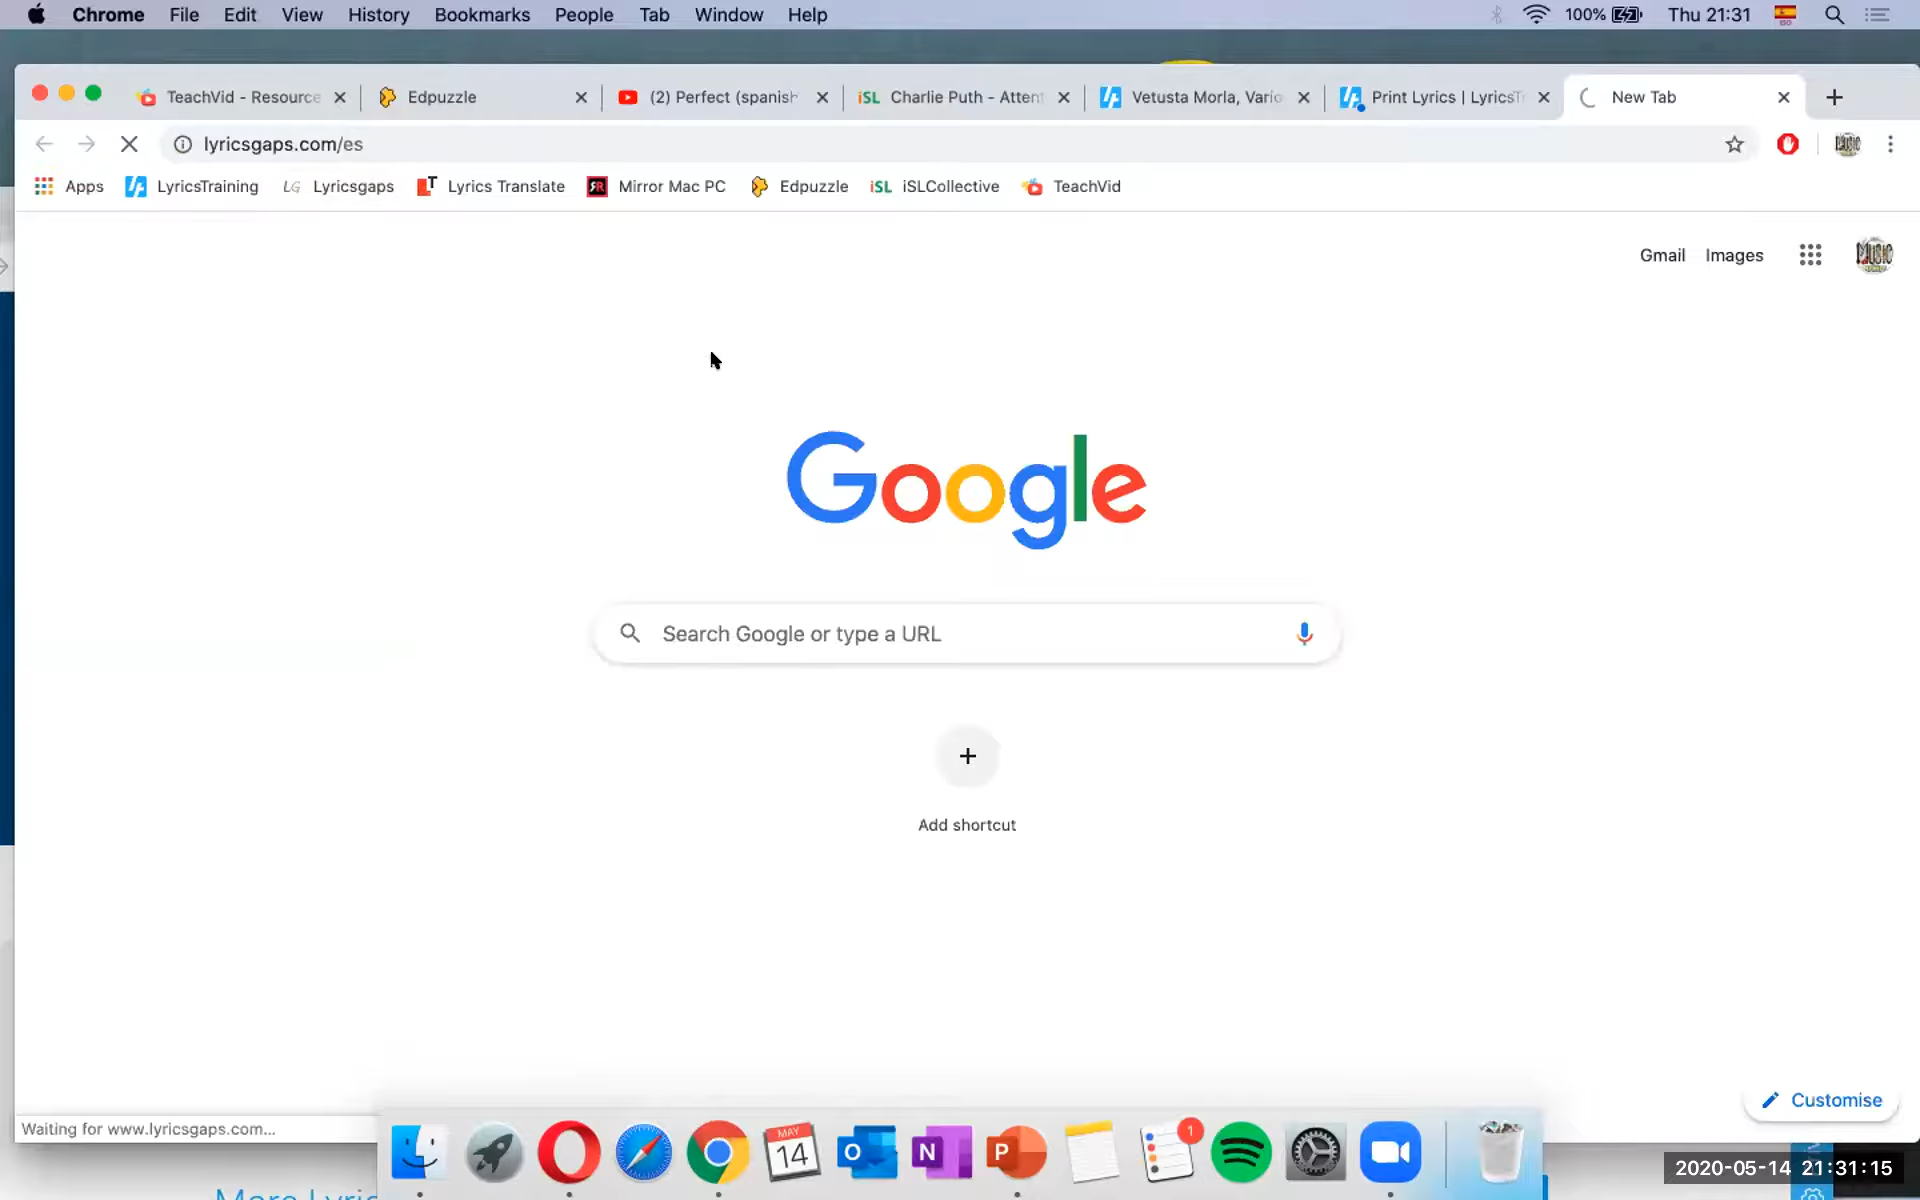 Chrome File Edit View History Bookmarks People Tab Window Help
100% Thu 21:31
ISO
TeachVid - Resource
Edpuzzle
(2) Perfect (spanish
iSL Charlie Puth - Attent
Vetusta Morla, Vario
Print Lyrics | LyricsTr
New Tab
lyricsgaps.com/es
Apps LyricsTraining LG Lyricsgaps Lyrics Translate Mirror Mac PC Edpuzzle iSL iSLCollective TeachVid
Gmail Images
Google
Search Google or type a URL
Add shortcut
Customise
Waiting for www.lyricsgaps.com...
MAY
14
1
2020-05-14 21:31:15
More Lyric